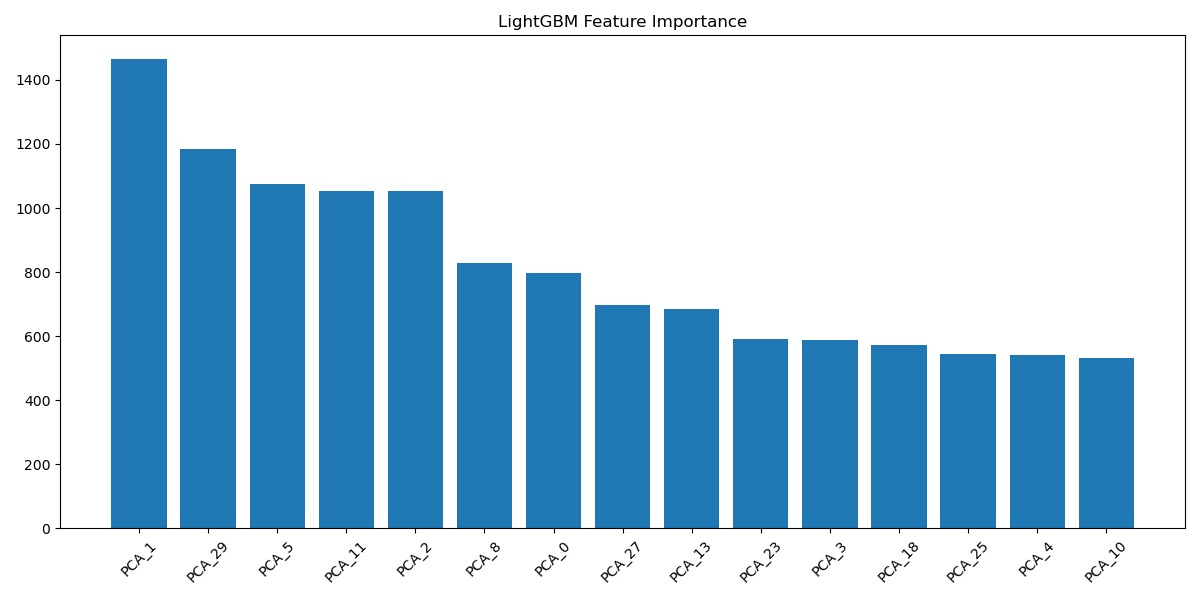 LightGBM Feature Importance
1400
1200
1000
800
600
400
200
0
PCA_1
PCA_29
PCA_5
PCA_11
PCA_2
PCA_8
PCA_0
PCA_27
PCA_13
PCA_23
PCA_3
PCA_18
PCA_25
PCA_4
PCA_10